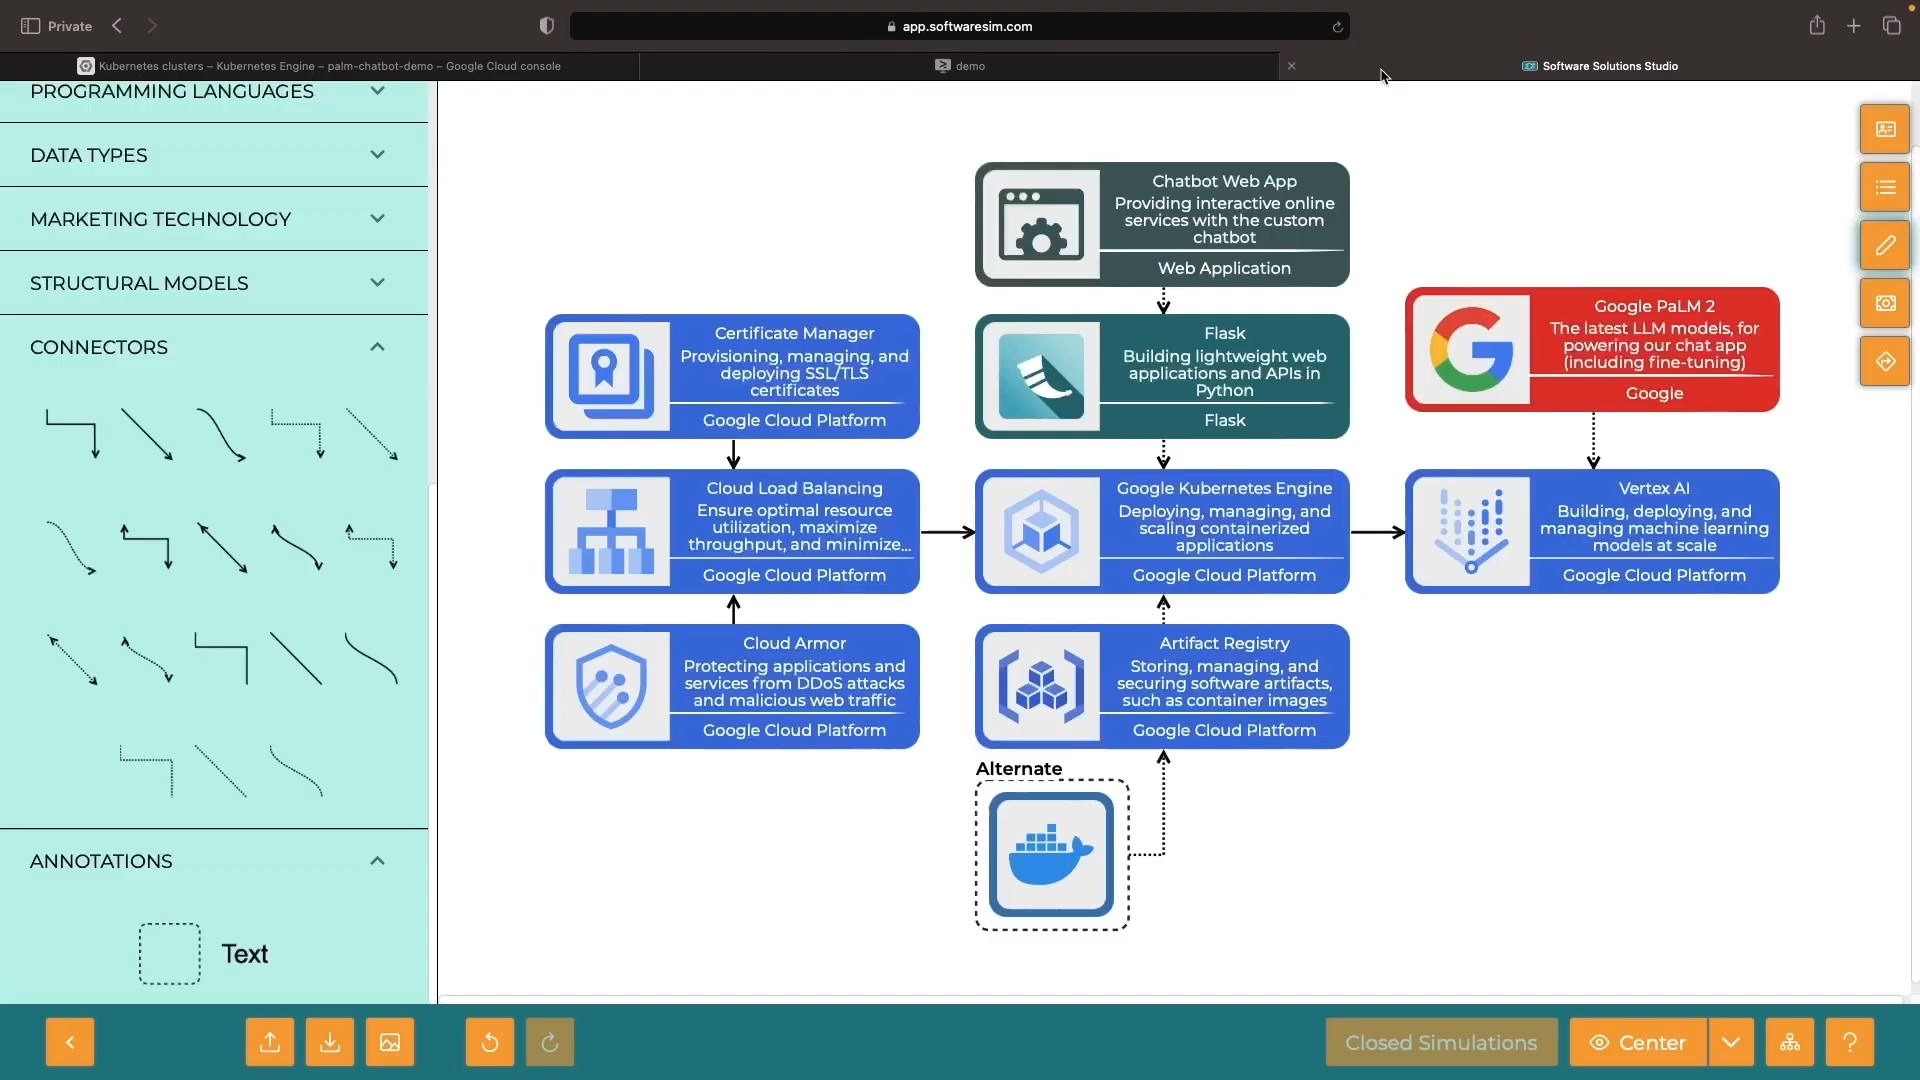 Private
app.softwaresim.com
Kubernetes clusters – Kubernetes Engine – palm-chatbot-demo – Google Cloud console
demo
Software Solutions Studio
PROGRAMMING LANGUAGES
DATA TYPES
MARKETING TECHNOLOGY
STRUCTURAL MODELS
CONNECTORS
ANNOTATIONS
Text
Chatbot Web App
Providing interactive online
services with the custom
chatbot
Web Application
Certificate Manager
Provisioning, managing, and
deploying SSL/TLS
certificates
Google Cloud Platform
Flask
Building lightweight web
applications and APIs in
Python
Flask
Google PaLM 2
The latest LLM models, for
powering our chat app
(including fine-tuning)
Google
Cloud Load Balancing
Ensure optimal resource
utilization, maximize
throughput, and minimize...
Google Cloud Platform
Google Kubernetes Engine
Deploying, managing, and
scaling containerized
applications
Google Cloud Platform
Vertex AI
Building, deploying, and
managing machine learning
models at scale
Google Cloud Platform
Cloud Armor
Protecting applications and
services from DDoS attacks
and malicious web traffic
Google Cloud Platform
Artifact Registry
Storing, managing, and
securing software artifacts,
such as container images
Google Cloud Platform
Alternate
Closed Simulations
Center
?